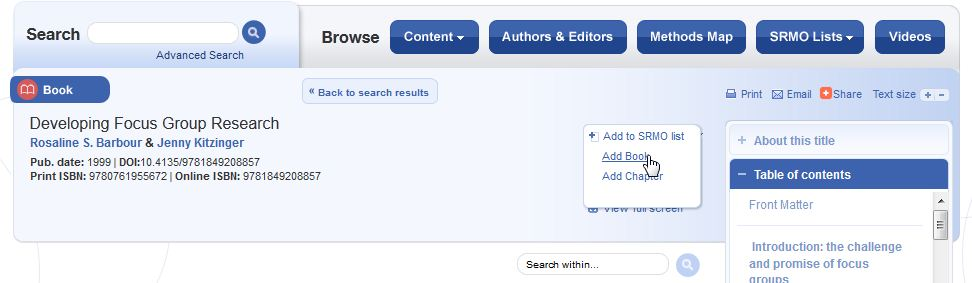 Search
Advanced Search
Browse
Content
Authors & Editors
Methods Map
SRMO Lists
Videos
Book
« Back to search results
Print
Email
Share
Text size + -
Developing Focus Group Research
Rosaline S. Barbour & Jenny Kitzinger
Pub. date: 1999 | DOI:10.4135/9781849208857
Print ISBN: 9780761955672 | Online ISBN: 9781849208857
Add to SRMO list
Add Book
Add Chapter
View full screen
Search within...
+ About this title
− Table of contents
Front Matter
Introduction: the challenge
and promise of focus
groups